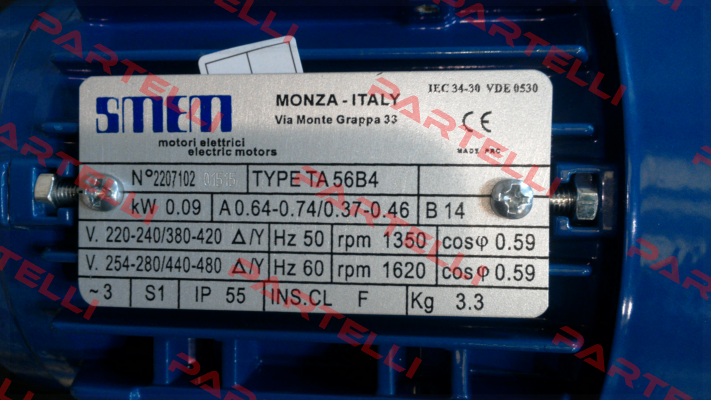 SMEM
motori elettrici
electric motors
MONZA - ITALY
Via Monte Grappa 33
IEC 34-30 VDE 0530
CE
MADE PRC
N° 2207102 TYPE TA 56B4
kW 0.09 A 0.64-0.74/0.37-0.46 B 14
V. 220-240/380-420 Δ/Y Hz 50 rpm 1350 cosφ 0.59
V. 254-280/440-480 Δ/Y Hz 60 rpm 1620 cosφ 0.59
~3 S1 IP 55 INS.CL F Kg 3.3
PARTELLI
PARTELLI
PARTELLI
PARTELLI
PARTELLI